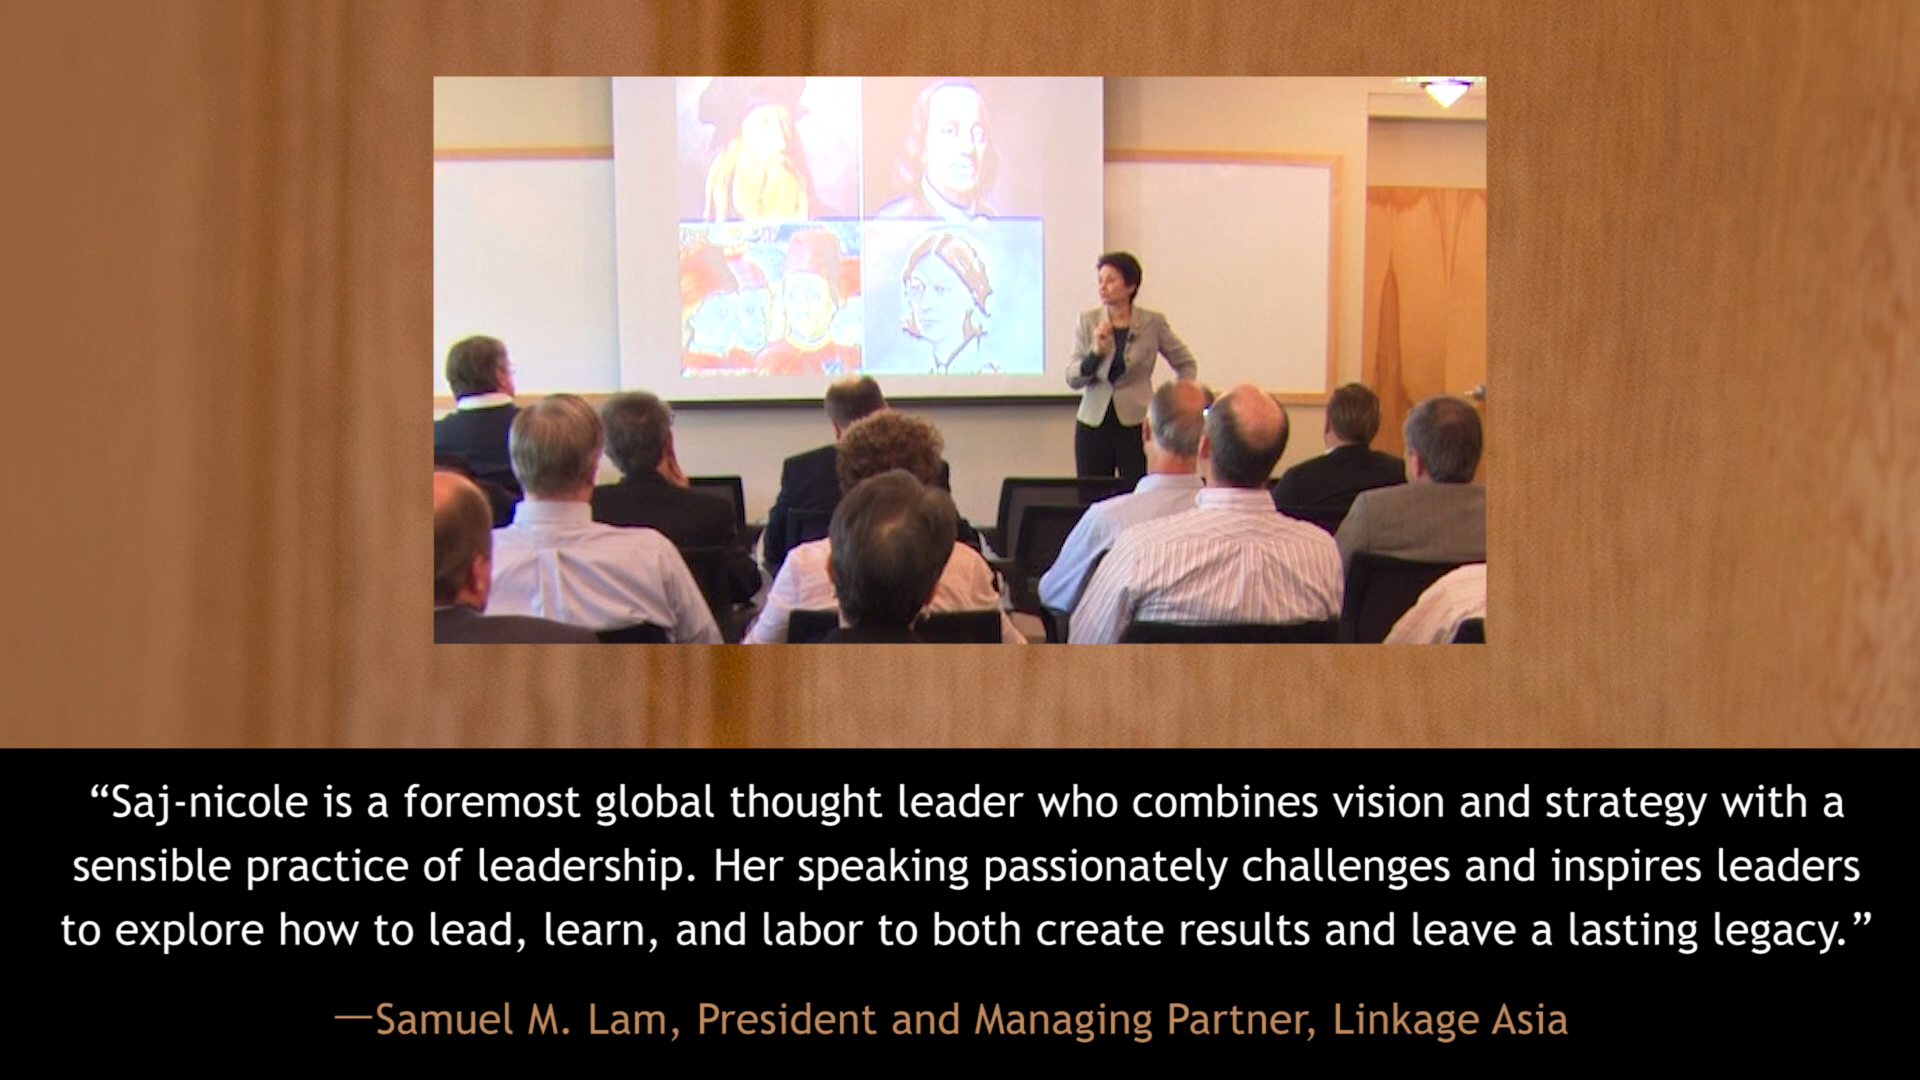 “Saj-nicole is a foremost global thought leader who combines vision and strategy with a
sensible practice of leadership. Her speaking passionately challenges and inspires leaders
to explore how to lead, learn, and labor to both create results and leave a lasting legacy.”
—Samuel M. Lam, President and Managing Partner, Linkage Asia